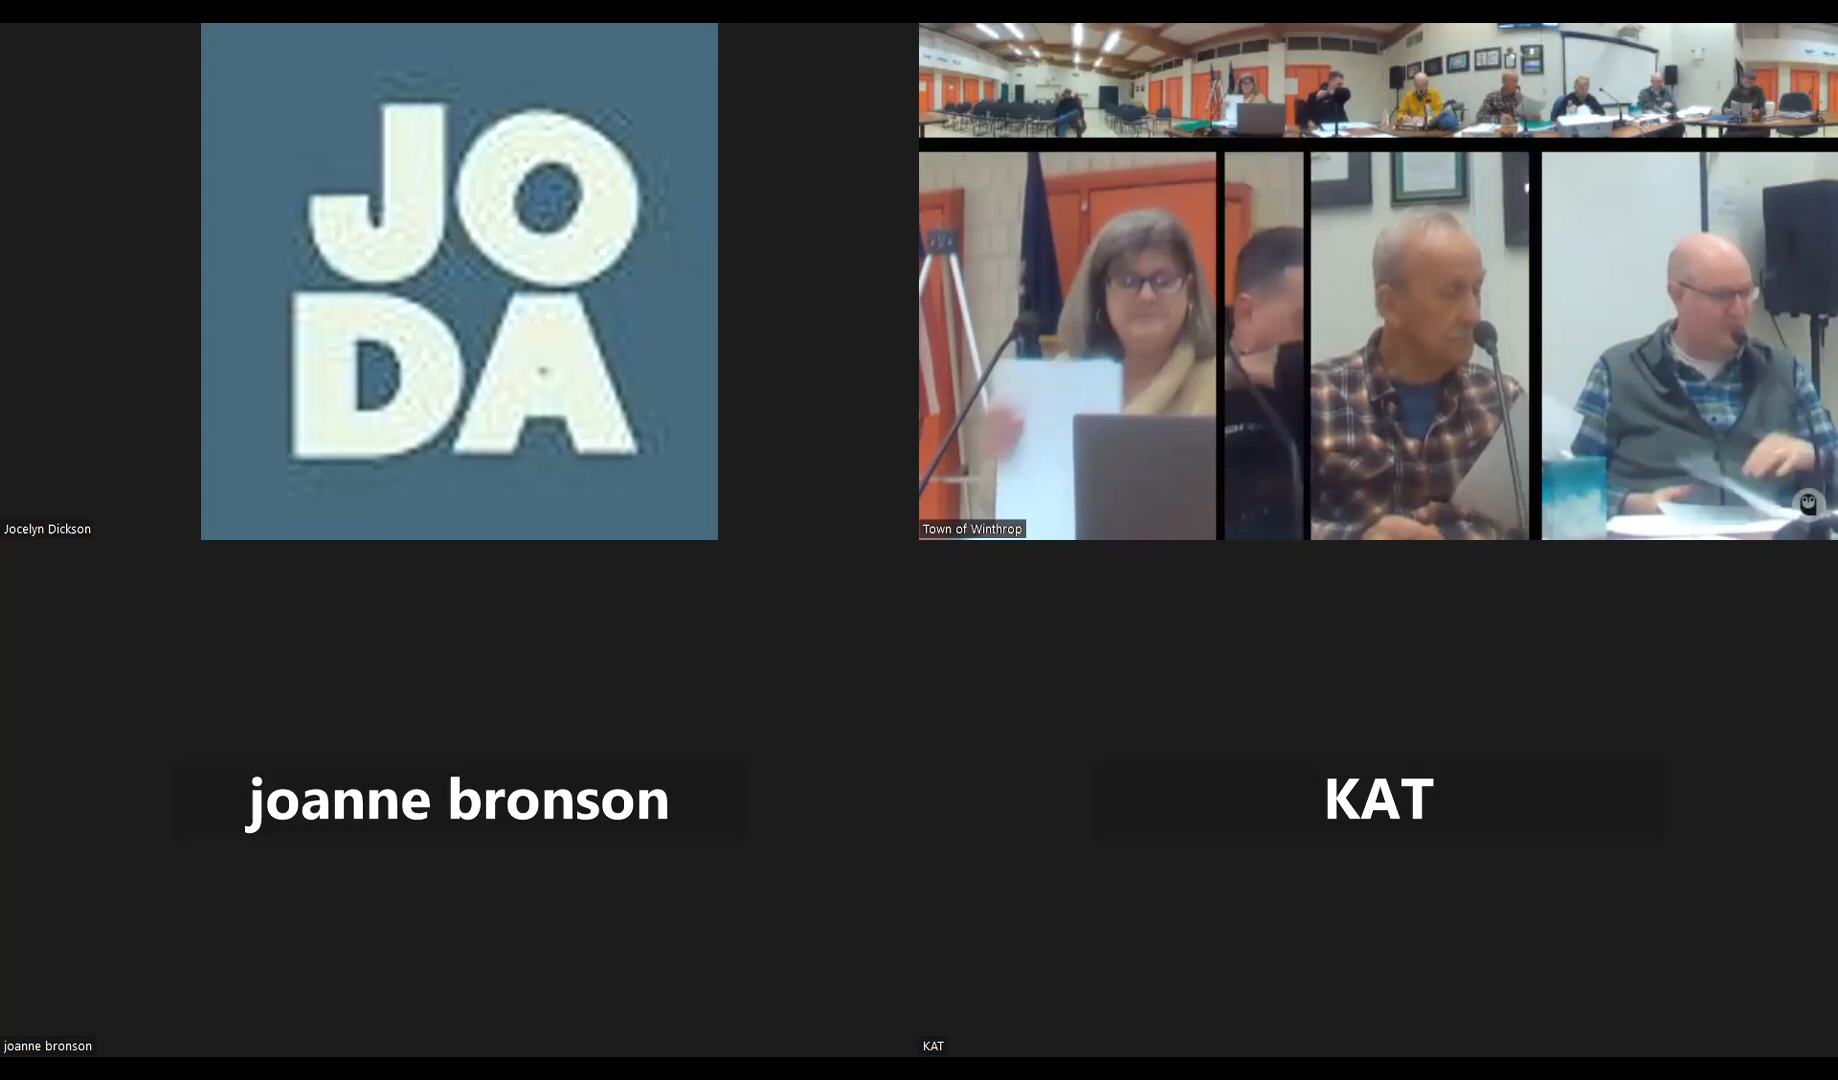 JO
DA
Jocelyn Dickson
Town of Winthrop
joanne bronson
KAT
joanne bronson
KAT